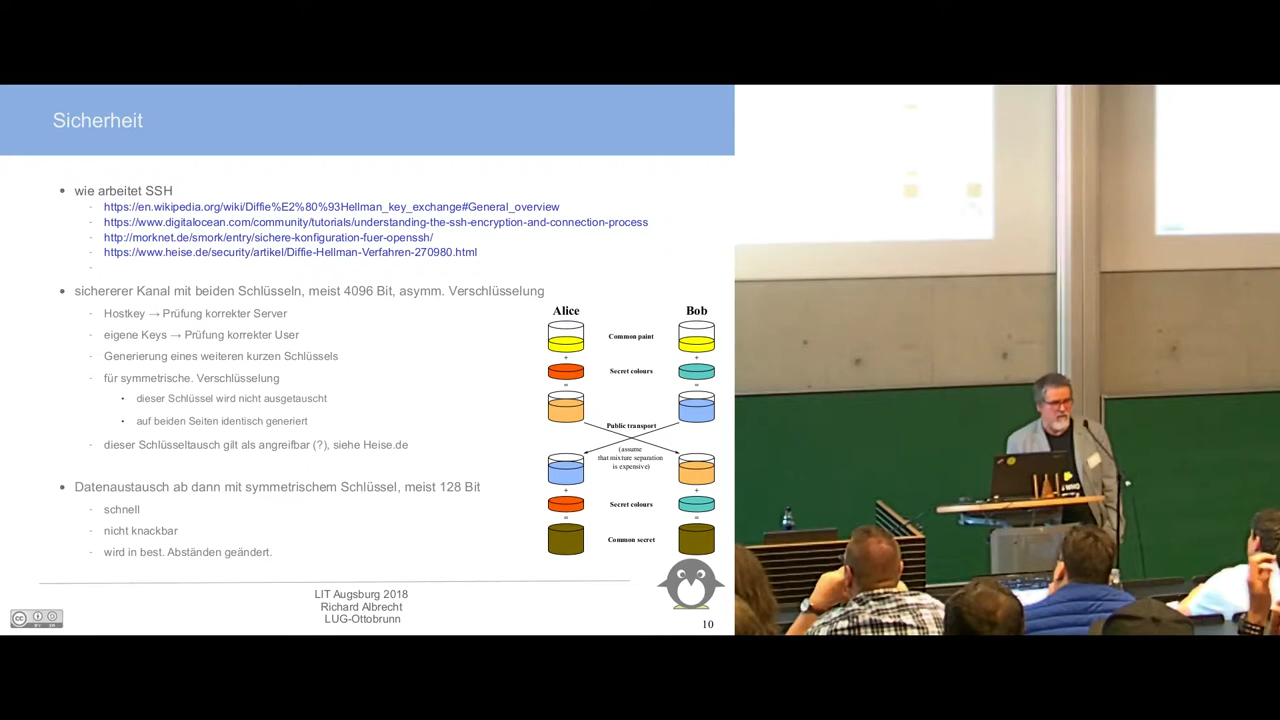 Sicherheit
• wie arbeitet SSH
- https://en.wikipedia.org/wiki/Diffie%E2%80%93Hellman_key_exchange#General_overview
- https://www.digitalocean.com/community/tutorials/understanding-the-ssh-encryption-and-connection-process
- http://morknet.de/smork/entry/sichere-konfiguration-fuer-openssh/
- https://www.heise.de/security/artikel/Diffie-Hellman-Verfahren-270980.html
-
• sichererer Kanal mit beiden Schlüsseln, meist 4096 Bit, asymm. Verschlüsselung
- Hostkey → Prüfung korrekter Server
- eigene Keys → Prüfung korrekter User
- Generierung eines weiteren kurzen Schlüssels
- für symmetrische. Verschlüsselung
• dieser Schlüssel wird nicht ausgetauscht
• auf beiden Seiten identisch generiert
- dieser Schlüsseltausch gilt als angreifbar (?), siehe Heise.de
• Datenaustausch ab dann mit symmetrischem Schlüssel, meist 128 Bit
- schnell
- nicht knackbar
- wird in best. Abständen geändert.
Alice Bob
Common paint
+ +
Secret colours
= =
Public transport
(assume
that mixture separation
is expensive)
+ +
Secret colours
= =
Common secret
LIT Augsburg 2018
Richard Albrecht
LUG-Ottobrunn
cc
10